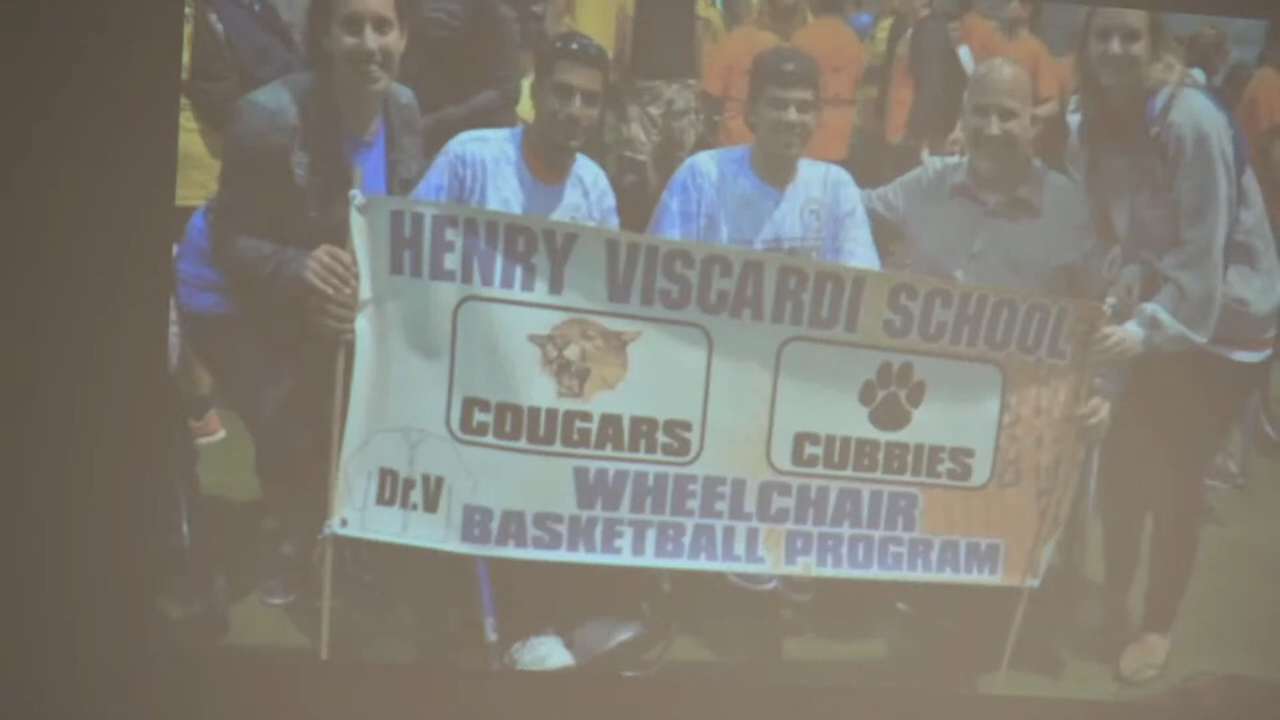 HENRY VISCARDI SCHOOL
COUGARS
CUBBIES
Dr.V
WHEELCHAIR
BASKETBALL PROGRAM